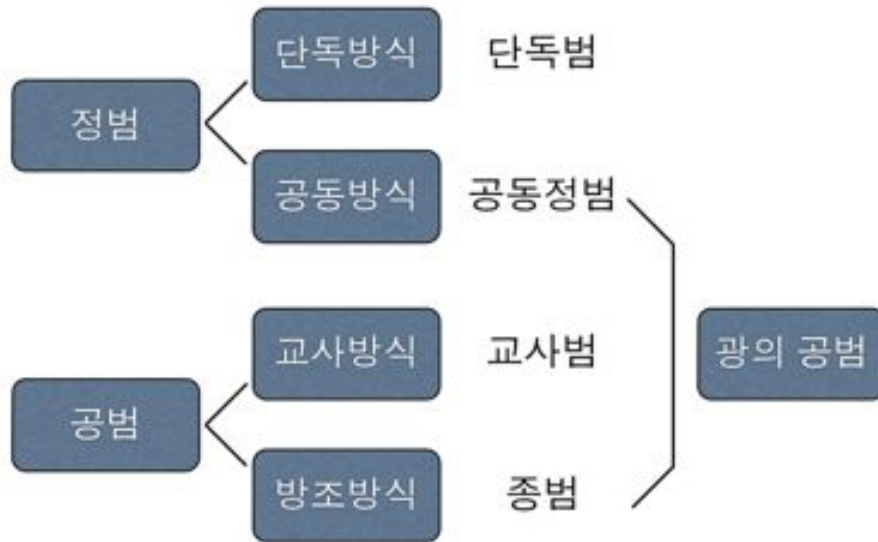 단독방식 단독범
정범
공동방식 공동정범
교사방식 교사범
광의 공범
공범
방조방식 종범